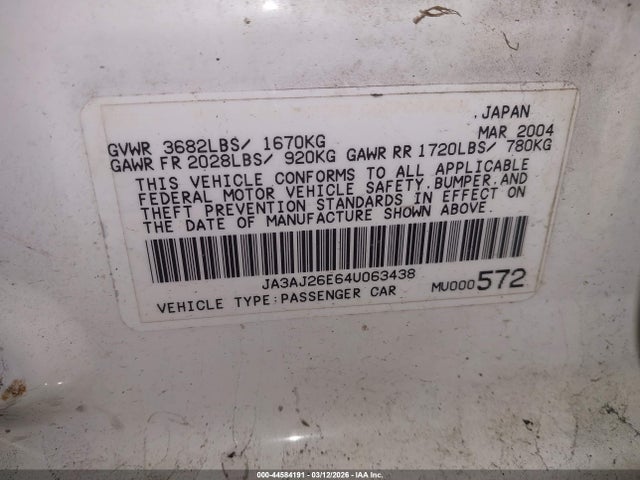 JAPAN
GVWR 3682LBS/ 1670KG MAR 2004
GAWR FR 2028LBS/ 920KG GAWR RR 1720LBS/ 780KG
THIS VEHICLE CONFORMS TO ALL APPLICABLE
FEDERAL MOTOR VEHICLE SAFETY,BUMPER,AND
THEFT PREVENTION STANDARDS IN EFFECT ON
THE DATE OF MANUFACTURE SHOWN ABOVE.
JA3AJ26E64U063438
VEHICLE TYPE:PASSENGER CAR MU000572
000-44584191 - 03/12/2026 - IAA Inc.